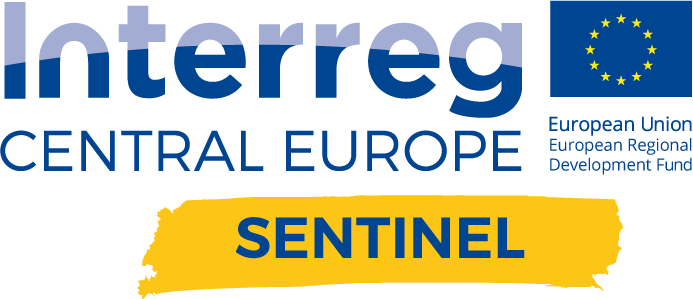 Interreg
CENTRAL EUROPE
European Union
European Regional
Development Fund
SENTINEL